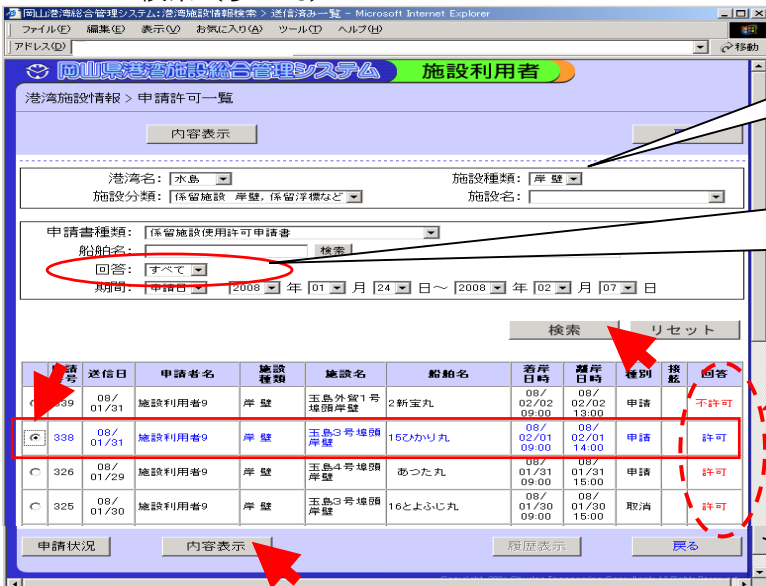 岡山港湾総合管理システム:港湾施設情報検索 > 送信済み一覧 - Microsoft Internet Explorer
ファイル(F) 編集(E) 表示(V) お気に入り(A) ツール(T) ヘルプ(H)
アドレス(D) 移動
岡山県港湾施設総合管理システム 施設利用者
港湾施設情報 > 申請許可一覧
内容表示
港湾名: 水島 施設種類: 岸 壁
施設分類: 係留施設 岸壁, 係留浮標など 施設名:
申請書種類: 係留施設使用許可申請書
船舶名: 検索
回答: すべて
期間: 申請日 2008 年 01 月 24 日～ 2008 年 02 月 07 日
検索 リセット
送信日 申請者名 施設種類 施設名 船舶名 着岸日時 離岸日時 種別 接舷 回答
339 08/01/31 施設利用者9 岸 壁 玉島外貿1号埠頭岸壁 2新宝丸 08/02/02 09:00 08/02/02 13:00 申請 不許可
338 08/01/31 施設利用者9 岸 壁 玉島3号埠頭岸壁 15ひかり丸 08/02/01 09:00 08/02/01 14:00 申請 許可
326 08/01/29 施設利用者9 岸 壁 玉島4号埠頭岸壁 あつた丸 08/01/31 09:00 08/01/31 15:00 申請 許可
325 08/01/30 施設利用者9 岸 壁 玉島3号埠頭岸壁 16とよふじ丸 08/01/30 09:00 08/01/30 15:00 取消 許可
申請状況 内容表示 履歴表示 戻る